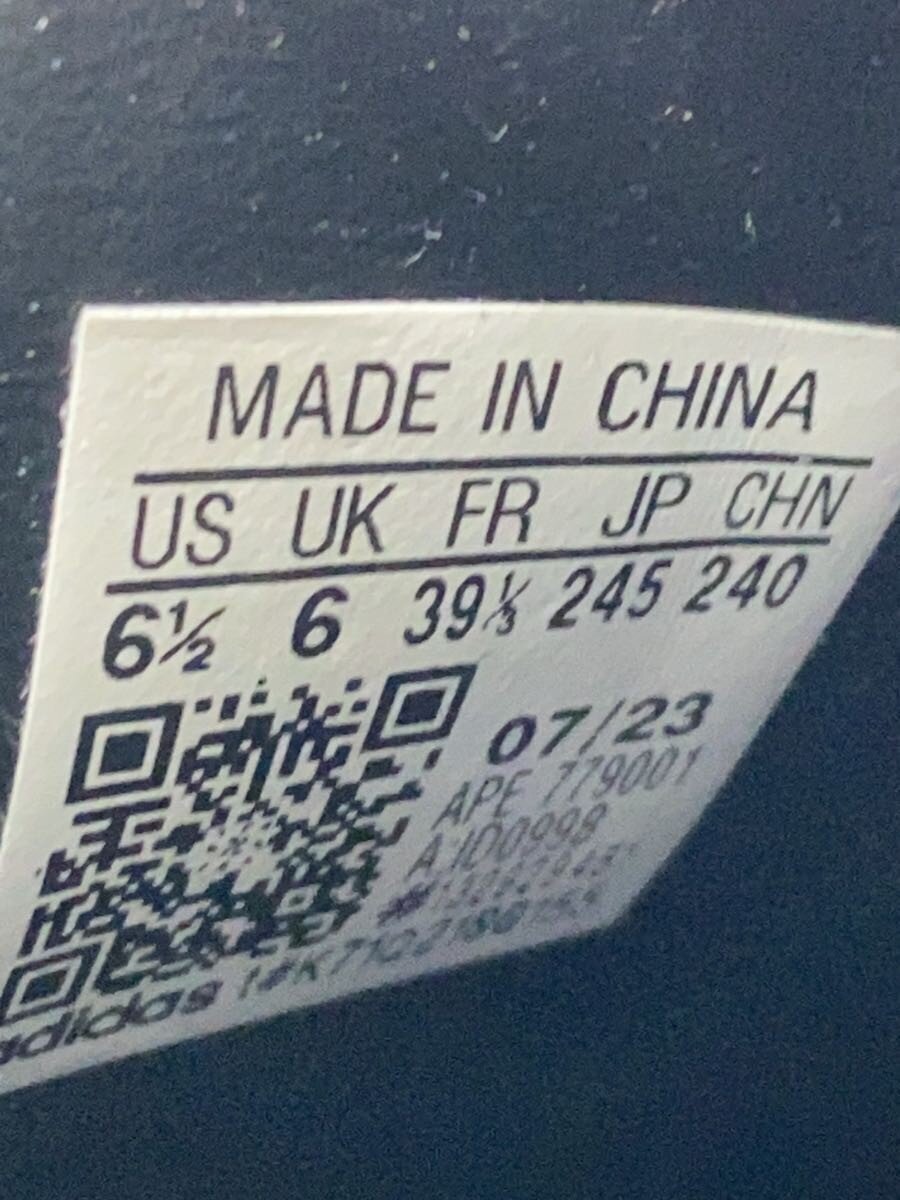 MADE IN CHINA
US UK FR JP CHN
6½ 6 39⅓ 245 240
07/23
APE 779001
A:ID0998
adidas